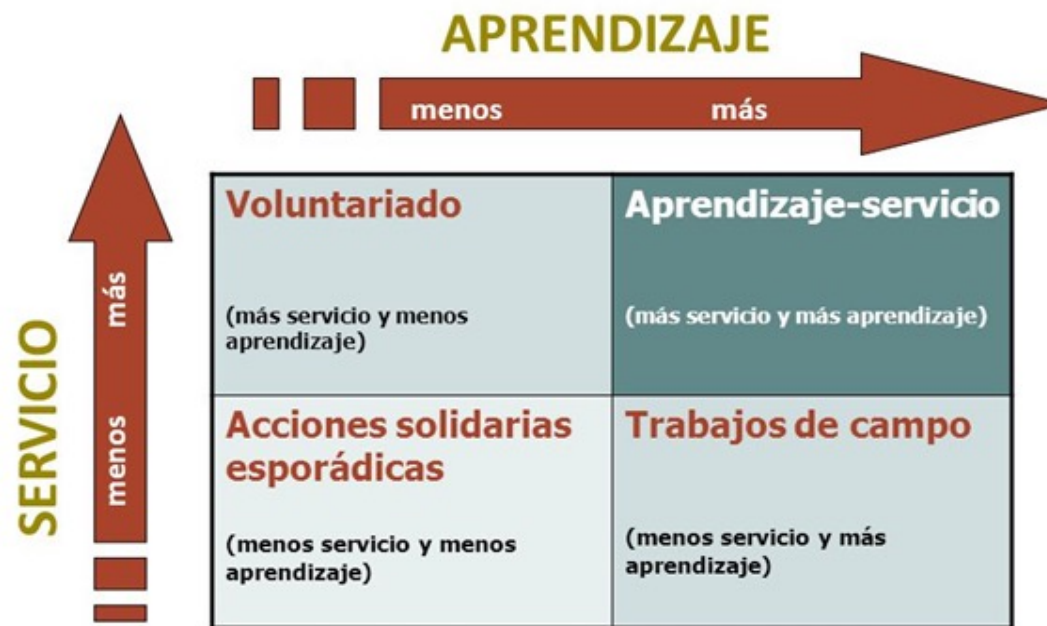 APRENDIZAJE
menos más
SERVICIO
más
menos
Voluntariado
(más servicio y menos
aprendizaje)
Aprendizaje-servicio
(más servicio y más aprendizaje)
Acciones solidarias
esporádicas
(menos servicio y menos
aprendizaje)
Trabajos de campo
(menos servicio y más
aprendizaje)